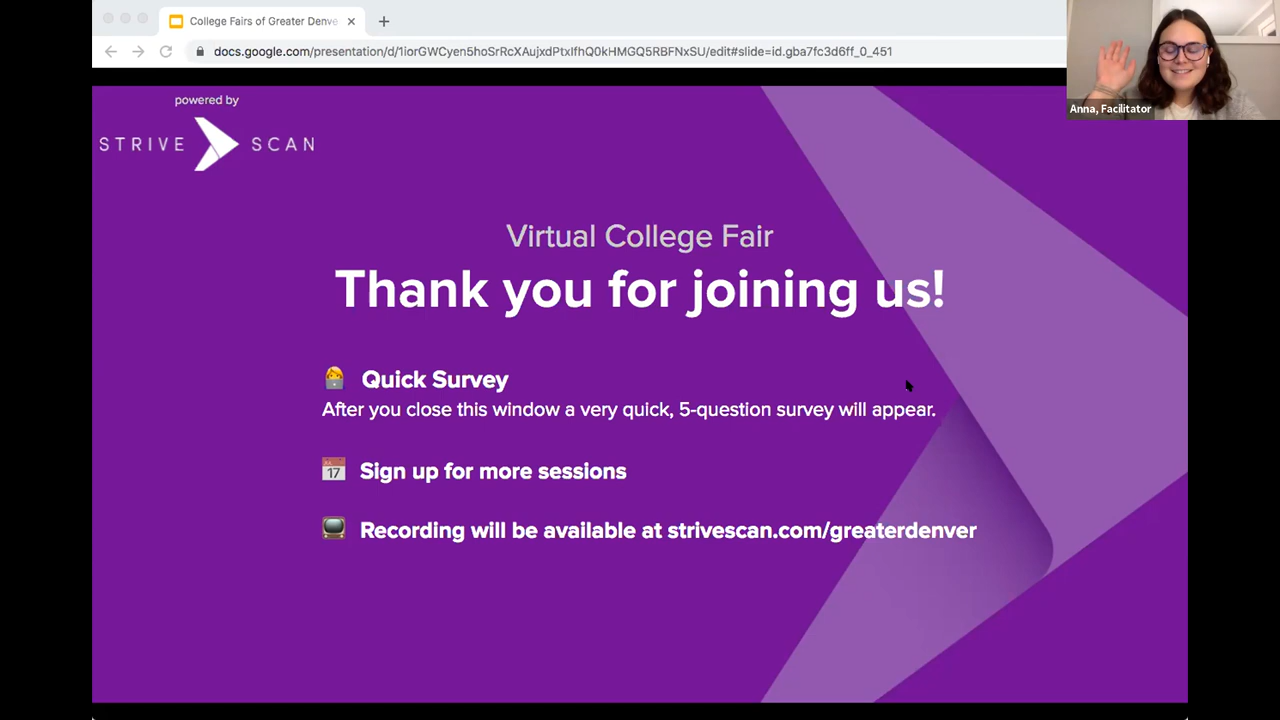 College Fairs of Greater Denve
docs.google.com/presentation/d/1iorGWCyen5hoSrRcXAujxdPtxIfhQ0kHMGQ5RBFNxSU/edit#slide=id.gba7fc3d6ff_0_451
Anna, Facilitator
powered by
STRIVE SCAN
Virtual College Fair
Thank you for joining us!
Quick Survey
After you close this window a very quick, 5-question survey will appear.
17 Sign up for more sessions
Recording will be available at strivescan.com/greaterdenver